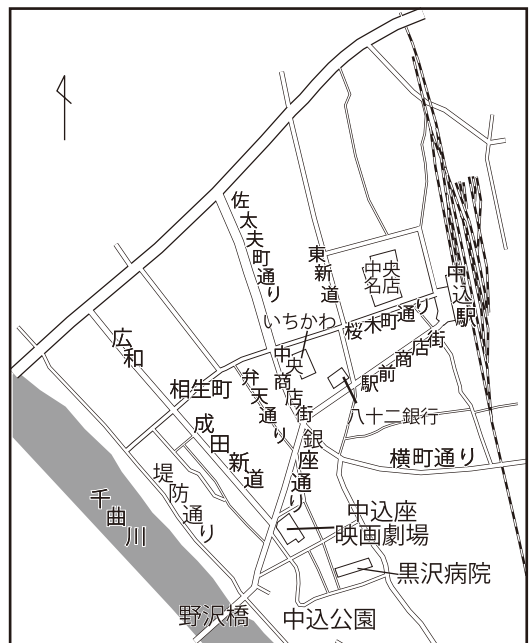 佐太夫町通り
東新道
中央名店
中込駅
いちかわ
桜木町通り
広和
中央商店街
駅前商店街
相生町
弁天通り
八十二銀行
成田新道
銀座通り
横町通り
堤防通り
千曲川
中込座
映画劇場
黒沢病院
野沢橋
中込公園